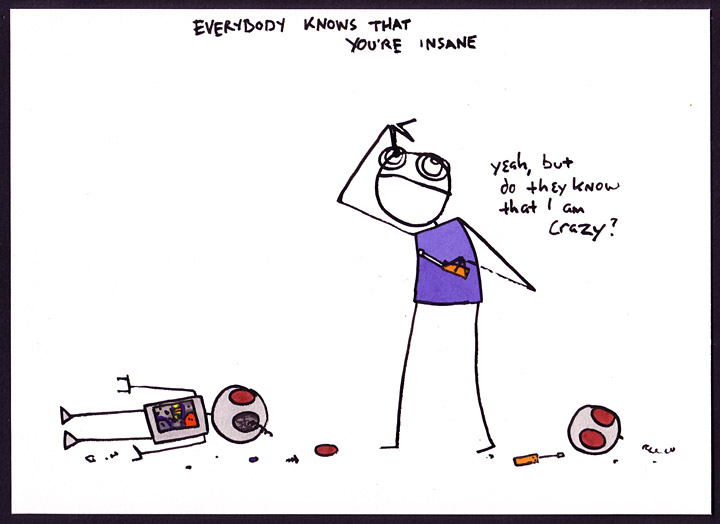 EVERYBODY KNOWS THAT
YOU'RE INSANE
yeah, but
do they know
that I am
crazy?